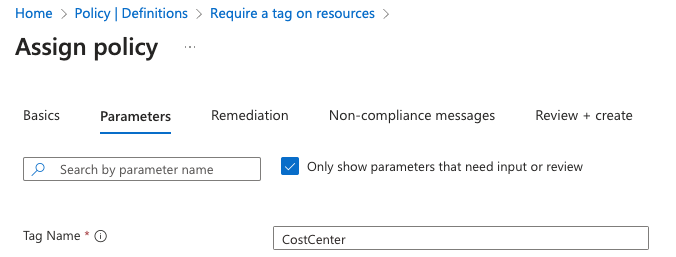 Home > Policy | Definitions > Require a tag on resources >
Assign policy ...
Basics Parameters Remediation Non-compliance messages Review + create
Search by parameter name Only show parameters that need input or review
Tag Name * CostCenter